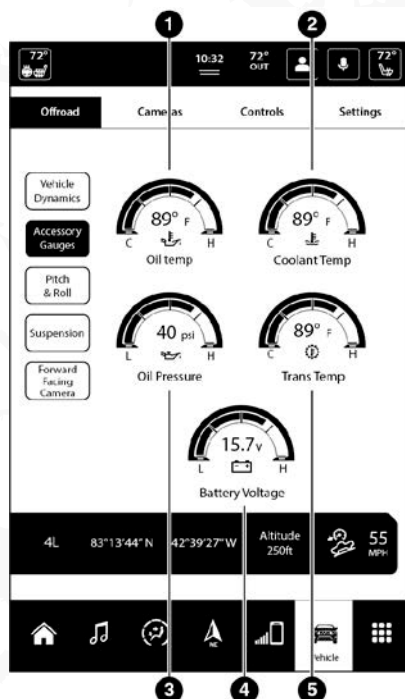 1 2
72° 10:32 72° OUT 72°
Offroad Cameras Controls Settings
Vehicle
Dynamics
Accessory
Gauges
Pitch
& Roll
Suspension
Forward
Facing
Camera
89° F
C H
Oil temp
89° F
C H
Coolant Temp
40 psi
L H
Oil Pressure
89° F
C H
Trans Temp
15.7v
L H
Battery Voltage
4L 83°13'44" N 42°39'27" W Altitude
250ft
55
MPH
NE
Vehicle
3 4 5